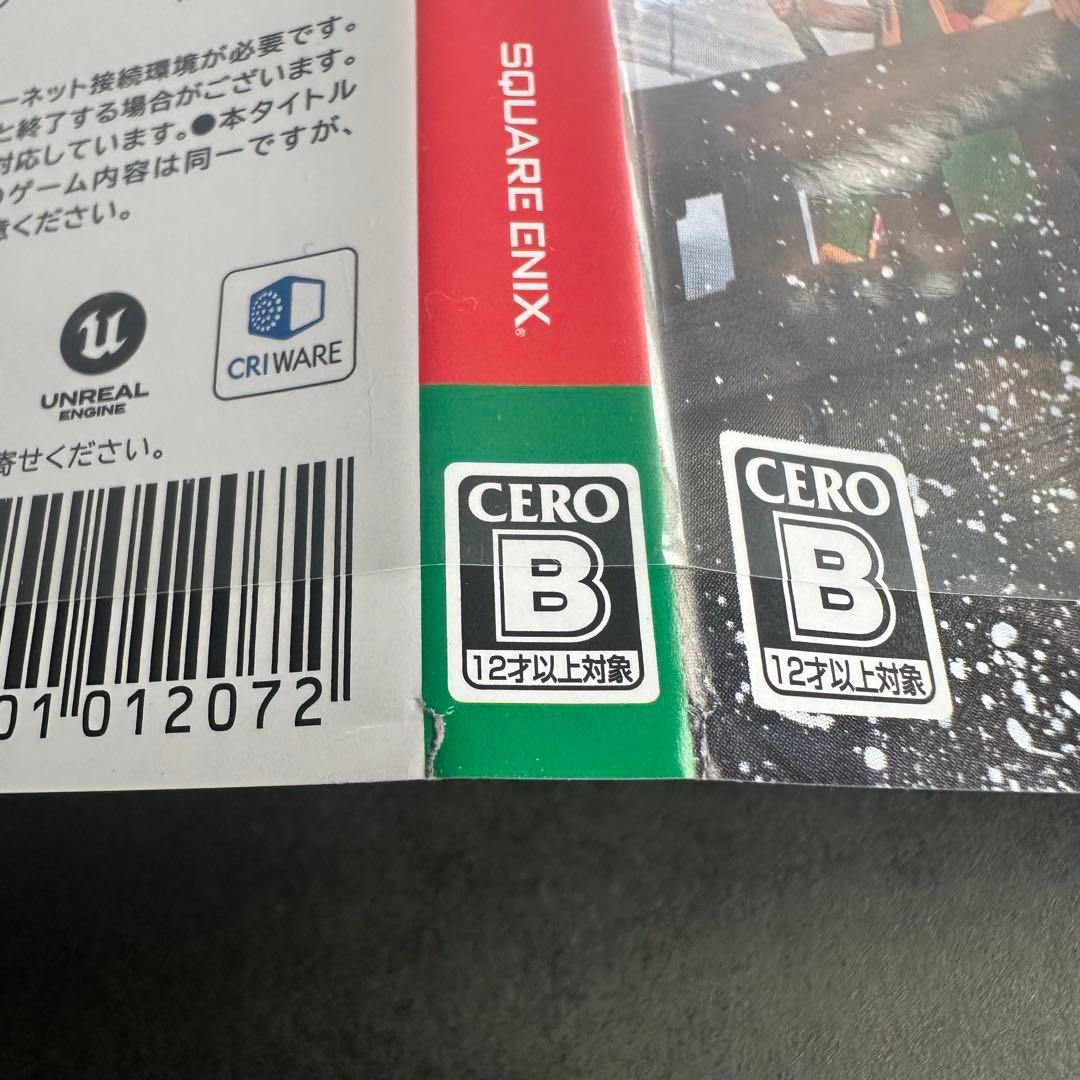 ーネット接続環境が必要です。
と終了する場合がございます。
対応しています。●本タイトル
ゲーム内容は同一ですが、
ください。
UNREAL
ENGINE
CRIWARE
寄せください。
01 012072
SQUARE ENIX®
CERO
B
12才以上対象
CERO
B
12才以上対象